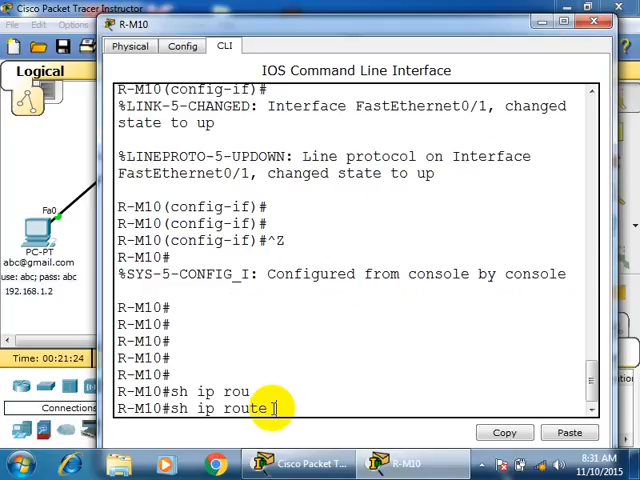 Cisco Packet Tracer Instructor
File Edit Options
R-M10
Physical Config CLI
Logical
IOS Command Line Interface
R-M10(config-if)#
%LINK-5-CHANGED: Interface FastEthernet0/1, changed
state to up
%LINEPROTO-5-UPDOWN: Line protocol on Interface
FastEthernet0/1, changed state to up
R-M10(config-if)#
R-M10(config-if)#
R-M10(config-if)#^Z
R-M10#
%SYS-5-CONFIG_I: Configured from console by console
R-M10#
R-M10#
R-M10#
R-M10#
R-M10#
R-M10#sh ip rou
R-M10#sh ip route
Fa0
PC-PT
abc@gmail.com
use: abc; pass: abc
192.168.1.2
Time: 00:21:24
Connections
Copy Paste
Cisco Packet Tracer I...
R-M10
8:31 AM
11/10/2015